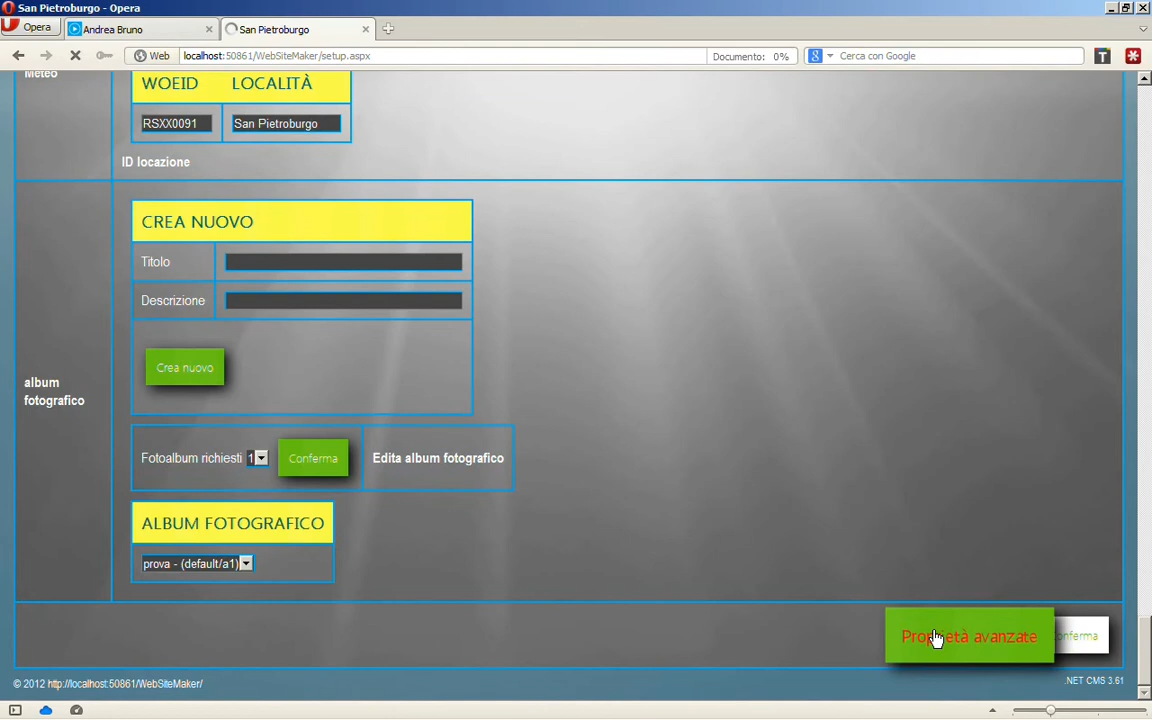 San Pietroburgo - Opera
Opera
Andrea Bruno
San Pietroburgo
Web
localhost:50861/WebSiteMaker/setup.aspx
Documento: 0%
Cerca con Google
Meteo
WOEID LOCALITÀ
RSXX0091 San Pietroburgo
ID locazione
album
fotografico
CREA NUOVO
Titolo
Descrizione
Crea nuovo
Fotoalbum richiesti 1 Conferma Edita album fotografico
ALBUM FOTOGRAFICO
prova - (default/a1)
Proprietà avanzate onferma
© 2012 http://localhost:50861/WebSiteMaker/
.NET CMS 3.61